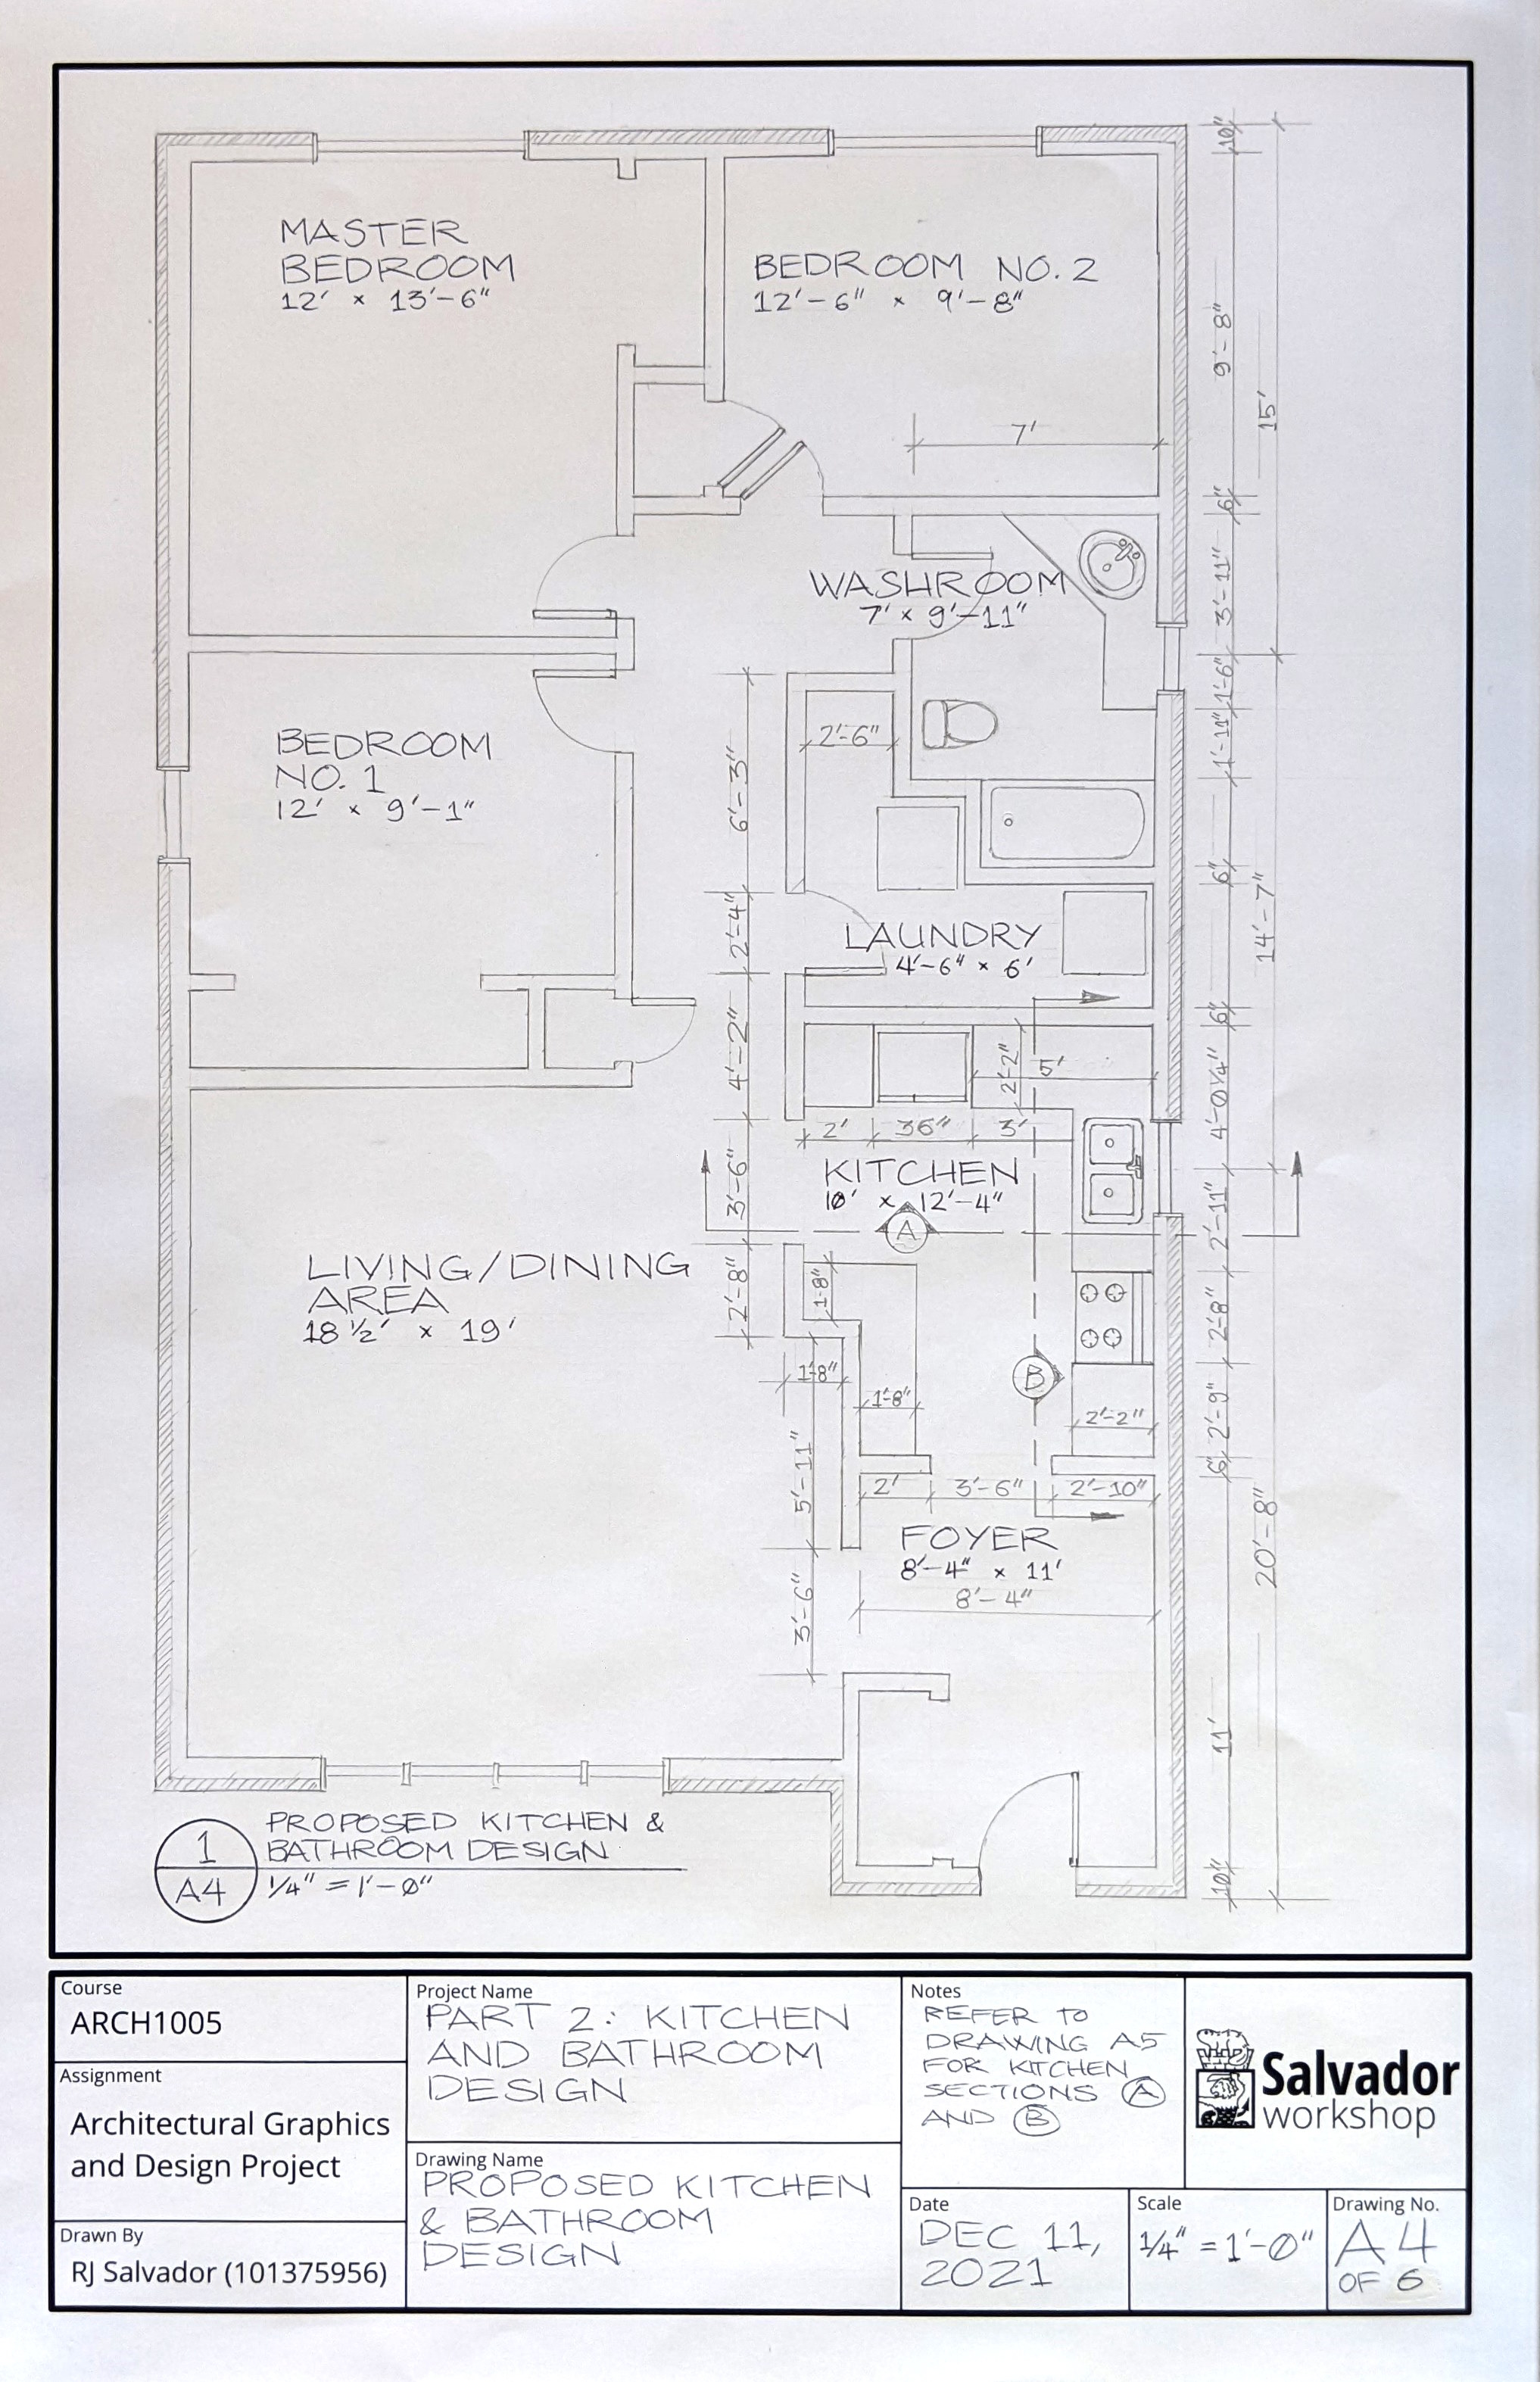 MASTER
BEDROOM
12' × 13'-6"
BEDROOM NO. 2
12'-6" × 9'-8"
7'
WASHROOM
7' × 9'-11"
BEDROOM
NO. 1
12' × 9'-1"
2'-6"
6'-3"
2'-4"
4'-2"
3'-6"
2'-8"
LAUNDRY
4'-6" × 6'
2'-2"
5'
2'
36"
3'
KITCHEN
10' × 12'-4"
A
LIVING/DINING
AREA
18 ½' × 19'
1'-8"
1'-8"
1'-8"
B
2'-2"
5'-11"
2'
3'-6"
2'-10"
FOYER
8'-4" × 11'
8'-4"
3'-6"
10"
9'-8"
6"
3'-11"
1'-6"
1'-11"
6"
6"
4'-0¼"
2'-11"
2'-8"
2'-9"
6"
11'
10"
15'
14'-7"
20'-8"
1
A4
PROPOSED KITCHEN &
BATHROOM DESIGN
¼" = 1'-0"
Course
ARCH1005
Assignment
Architectural Graphics
and Design Project
Drawn By
RJ Salvador (101375956)
Project Name
PART 2: KITCHEN
AND BATHROOM
DESIGN
Drawing Name
PROPOSED KITCHEN
& BATHROOM
DESIGN
Notes
REFER TO
DRAWING A5
FOR KITCHEN
SECTIONS A
AND B
Salvador
workshop
Date
DEC 11,
2021
Scale
¼" = 1'-0"
Drawing No.
A4
OF 6